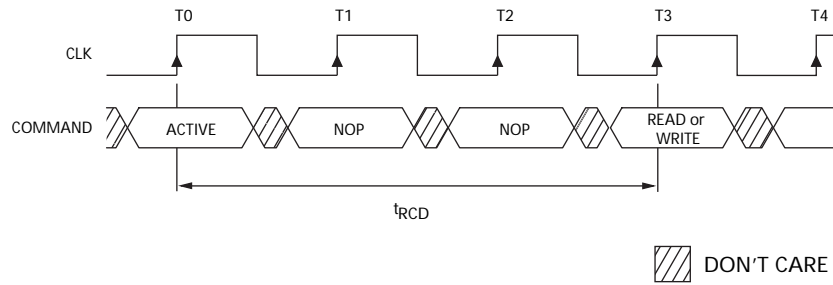 T0 T1 T2 T3 T4
CLK
COMMAND ACTIVE NOP NOP READ or
WRITE
tRCD
DON'T CARE